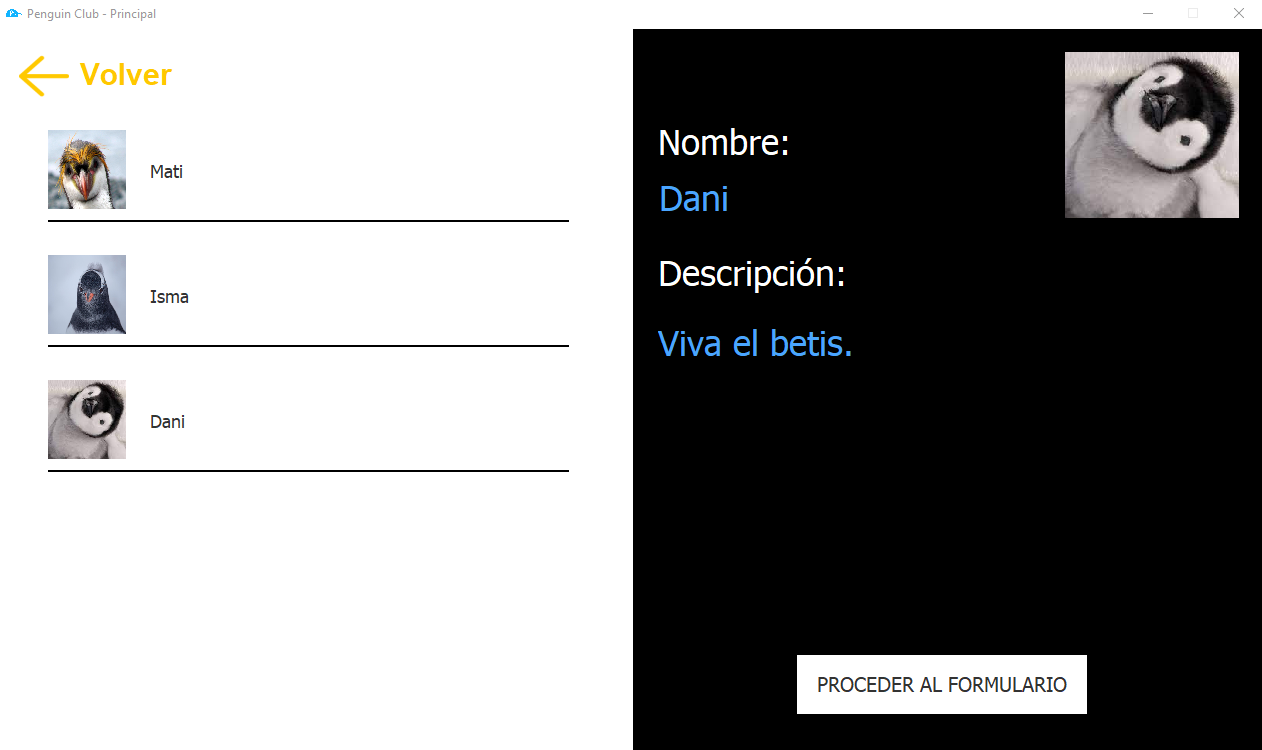 Penguin Club - Principal
Volver
Mati
Isma
Dani
Nombre:
Dani
Descripción:
Viva el betis.
PROCEDER AL FORMULARIO